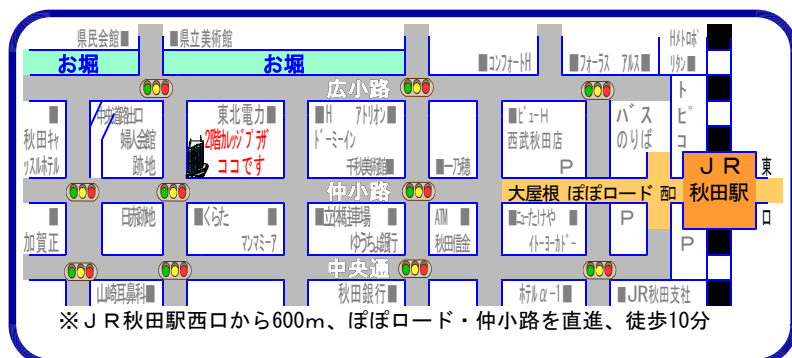 県民会館■
■県立美術館
Hメトロポリタン■
お堀
お堀
■コンフォートH
■フォーラス
アルス■
広小路
トピコ
■
秋田キャッスルホテル
中央道路出口
婦人会館
跡地
東北電力■
2階カレッジプラザ
ココです
■H
アトリオン■
ドーミーイン
千秋美術館■
■一乃穂
■ビューH
西武秋田店
P
バス
のりば
JR
秋田駅
東口
仲小路
大屋根 ぽぽロード
西口
■
加賀正
日赤跡地
■くらた
■
マンマミーア
■立体駐車場
■
ゆうちょ銀行
ATM
■
秋田信金
■ニューたけや
■
イトーヨーカドー
P
P
中央通
山崎耳鼻科■
秋田銀行■
ホテルα-1■
■JR秋田支社
※JR秋田駅西口から600m、ぽぽロード・仲小路を直進、徒歩10分